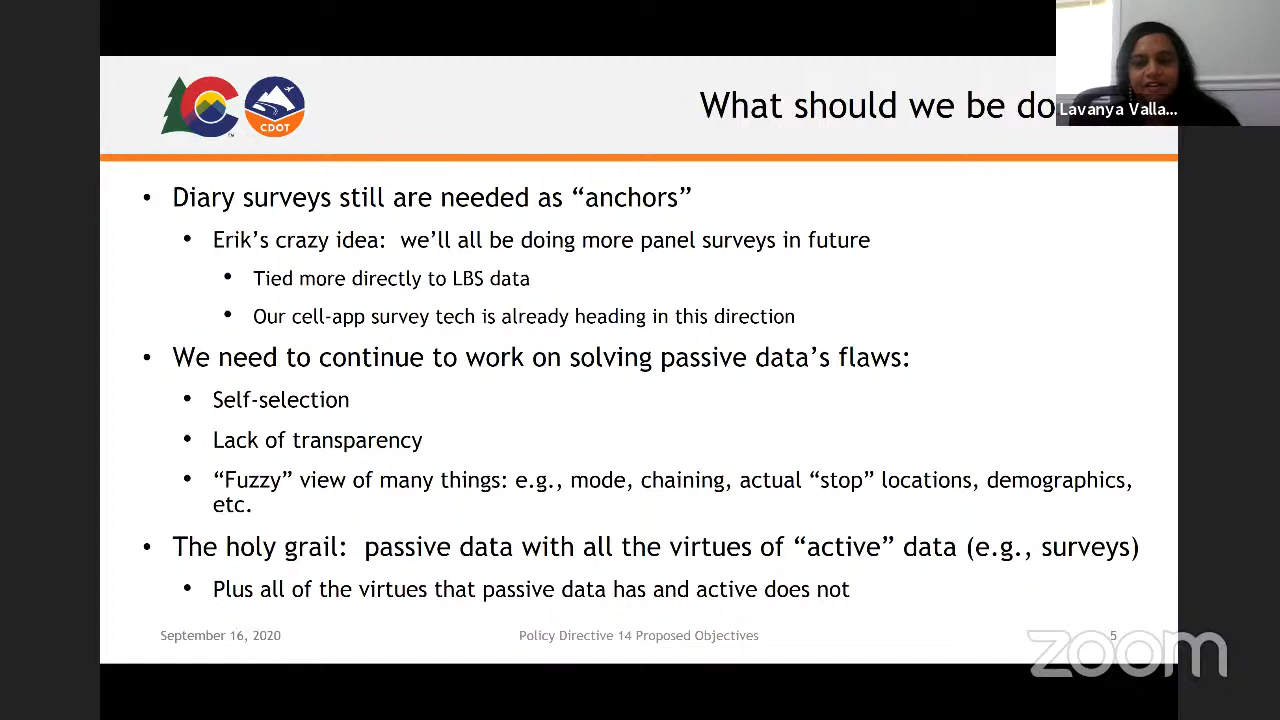 What should we be do
Lavanya Valla...
CDOT
• Diary surveys still are needed as “anchors”
• Erik’s crazy idea: we’ll all be doing more panel surveys in future
• Tied more directly to LBS data
• Our cell-app survey tech is already heading in this direction
• We need to continue to work on solving passive data’s flaws:
• Self-selection
• Lack of transparency
• “Fuzzy” view of many things: e.g., mode, chaining, actual “stop” locations, demographics,
etc.
• The holy grail: passive data with all the virtues of “active” data (e.g., surveys)
• Plus all of the virtues that passive data has and active does not
September 16, 2020
Policy Directive 14 Proposed Objectives
5
zoom